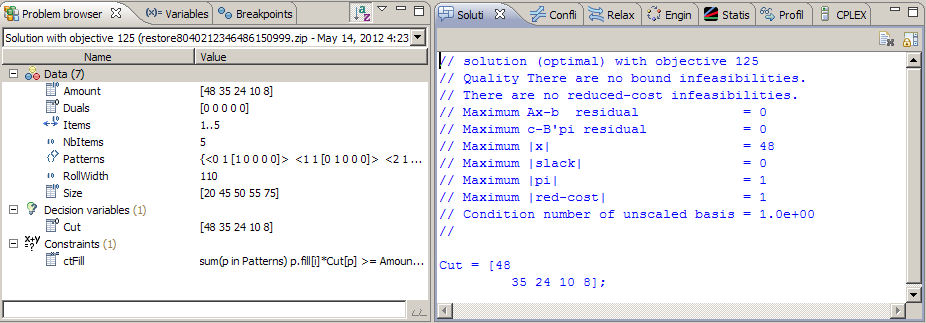 Problem browser (x)= Variables Breakpoints
Solution with objective 125 (restore8040212346486150999.zip - May 14, 2012 4:23
Name Value
Data (7)
Amount [48 35 24 10 8]
Duals [0 0 0 0 0]
Items 1..5
NbItems 5
Patterns {<0 1 [1 0 0 0 0]> <1 1 [0 1 0 0 0]> <2 1 ...
RollWidth 110
Size [20 45 50 55 75]
Decision variables (1)
Cut [48 35 24 10 8]
Constraints (1)
ctFill sum(p in Patterns) p.fill[i]*Cut[p] >= Amoun...
Soluti Confli Relax Engin Statis Profil CPLEX
// solution (optimal) with objective 125
// Quality There are no bound infeasibilities.
// There are no reduced-cost infeasibilities.
// Maximum Ax-b residual = 0
// Maximum c-B'pi residual = 0
// Maximum |x| = 48
// Maximum |slack| = 0
// Maximum |pi| = 1
// Maximum |red-cost| = 1
// Condition number of unscaled basis = 1.0e+00
//
Cut = [48
35 24 10 8];